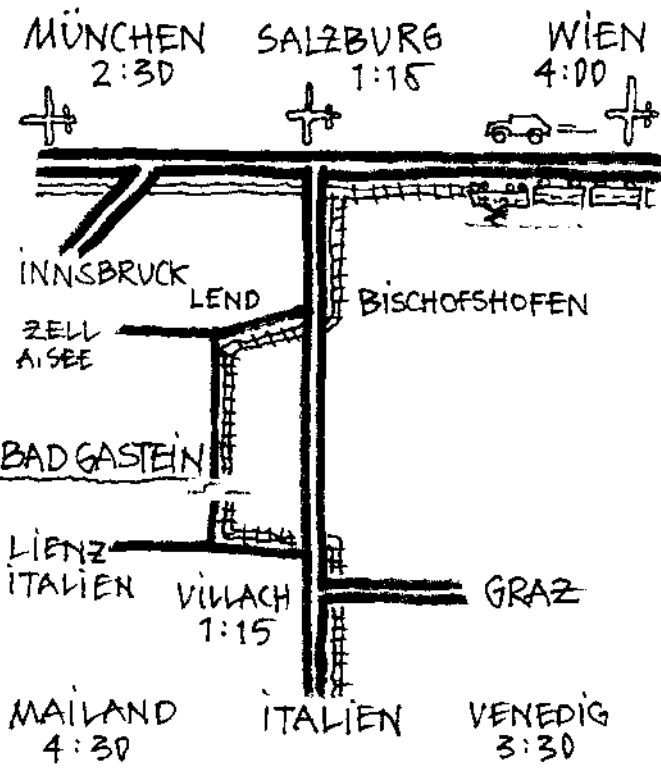 MÜNCHEN
2:30
SALZBURG
1:15
WIEN
4:00
INNSBRUCK
LEND
BISCHOFSHOFEN
ZELL
A.SEE
BAD GASTEIN
LIENZ
ITALIEN
VILLACH
1:15
GRAZ
MAILAND
4:30
ITALIEN
VENEDIG
3:30